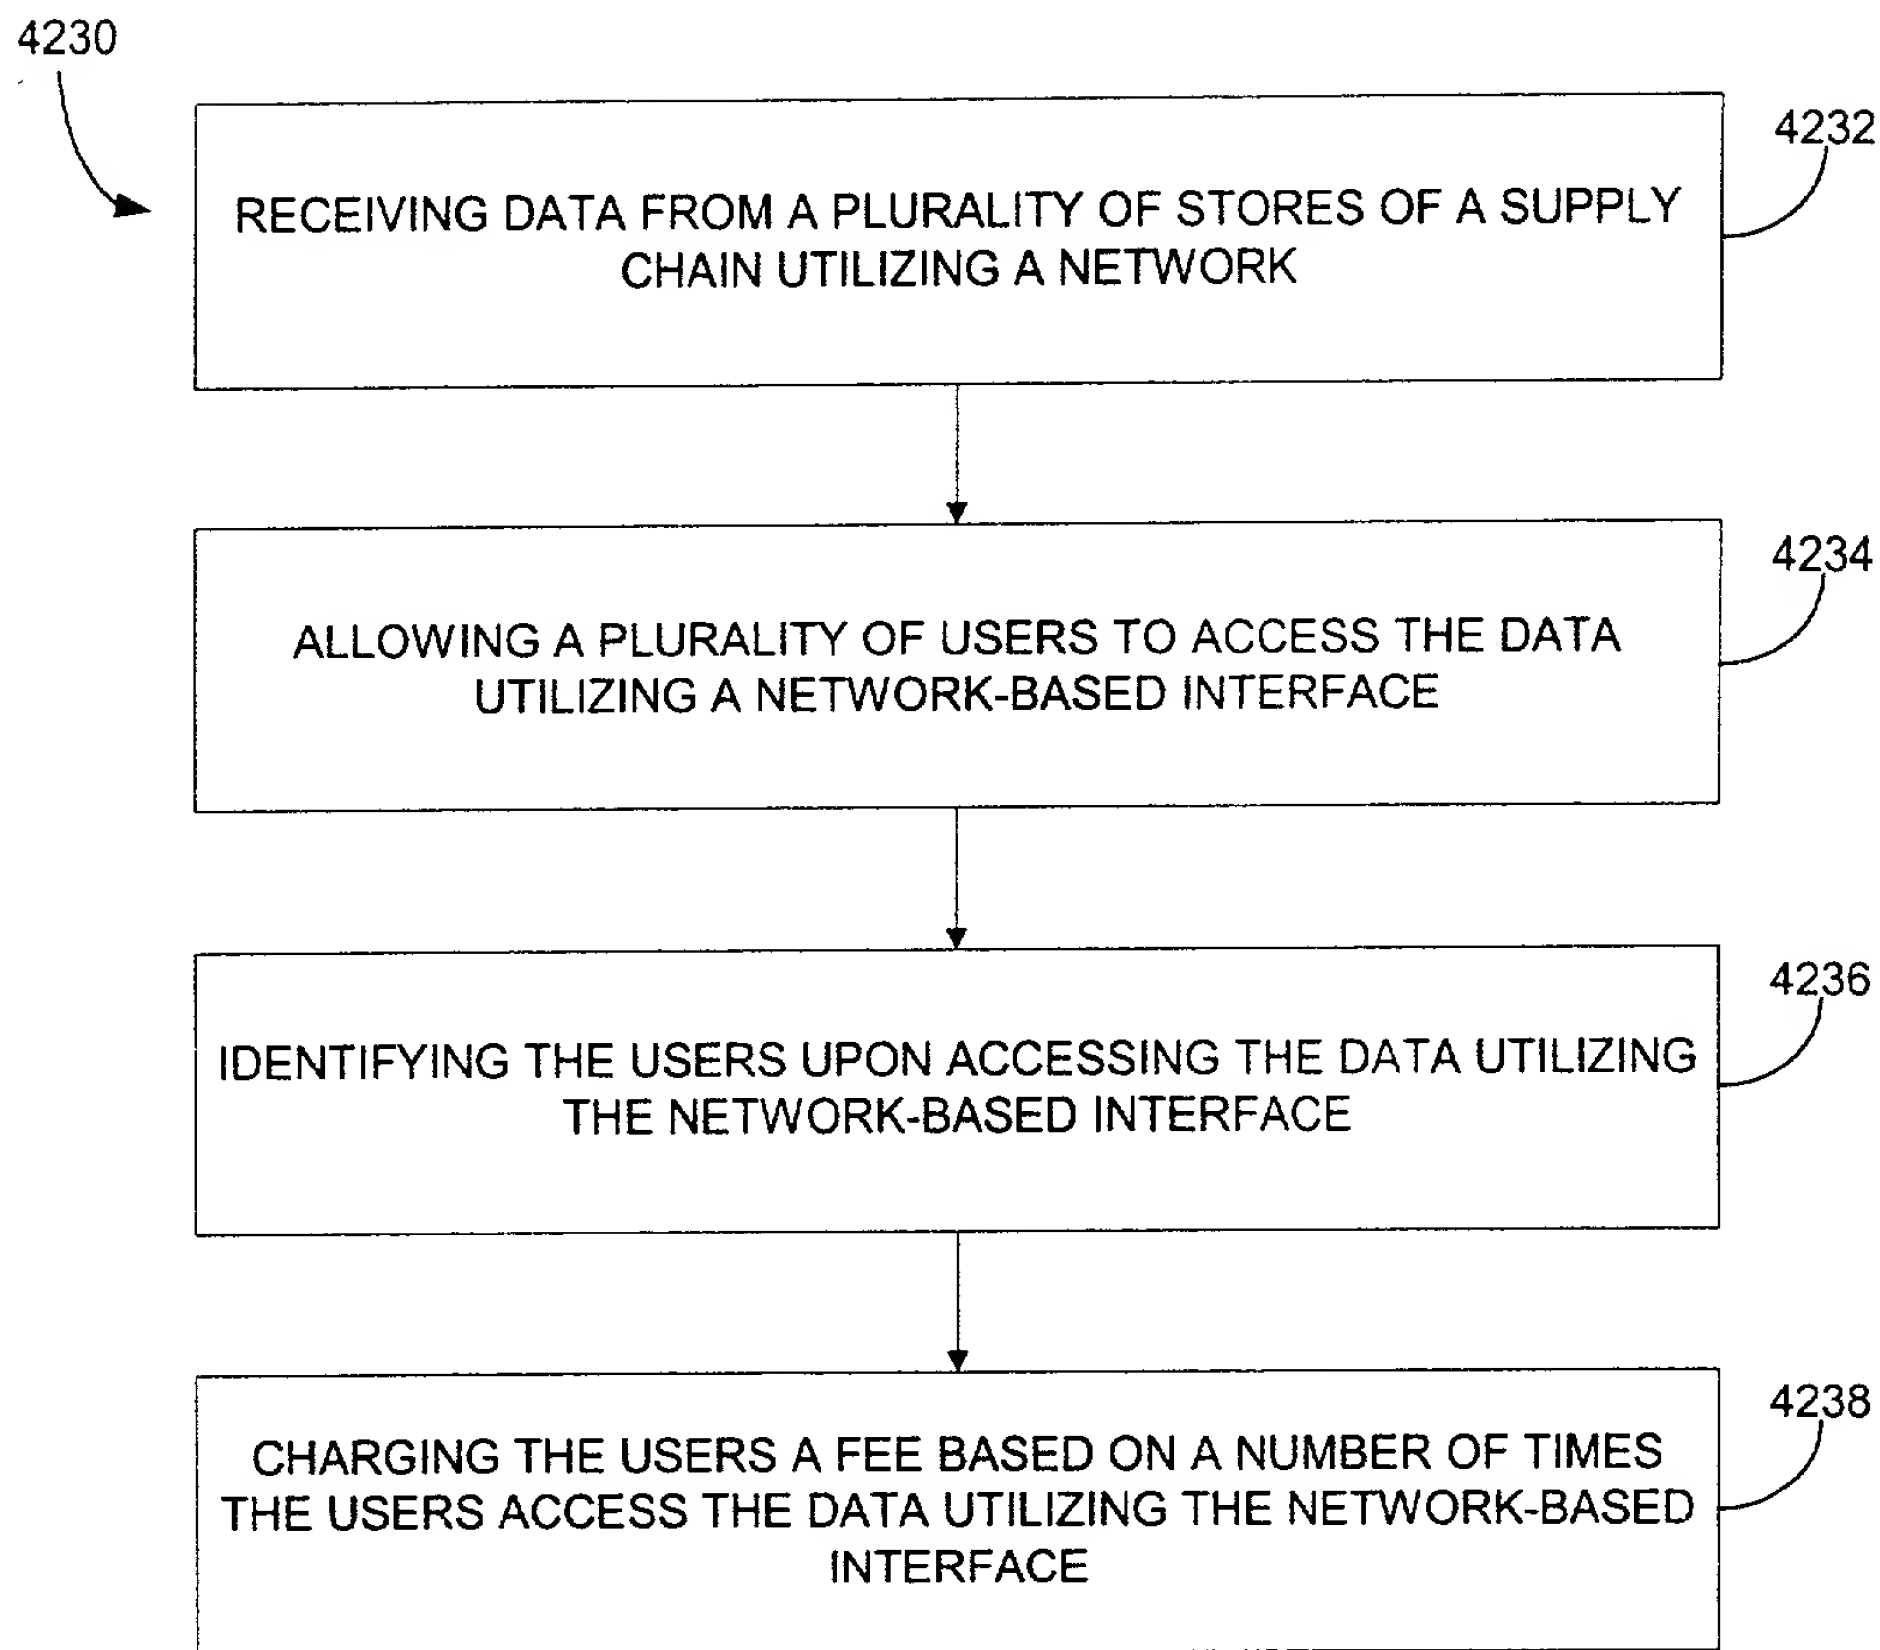 4230
4232
RECEIVING DATA FROM A PLURALITY OF STORES OF A SUPPLY
CHAIN UTILIZING A NETWORK
4234
ALLOWING A PLURALITY OF USERS TO ACCESS THE DATA
UTILIZING A NETWORK-BASED INTERFACE
4236
IDENTIFYING THE USERS UPON ACCESSING THE DATA UTILIZING
THE NETWORK-BASED INTERFACE
4238
CHARGING THE USERS A FEE BASED ON A NUMBER OF TIMES
THE USERS ACCESS THE DATA UTILIZING THE NETWORK-BASED
INTERFACE